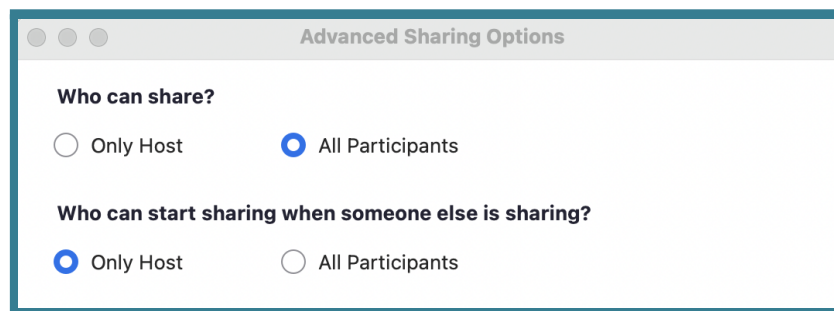 Advanced Sharing Options
Who can share?
Only Host All Participants
Who can start sharing when someone else is sharing?
Only Host All Participants